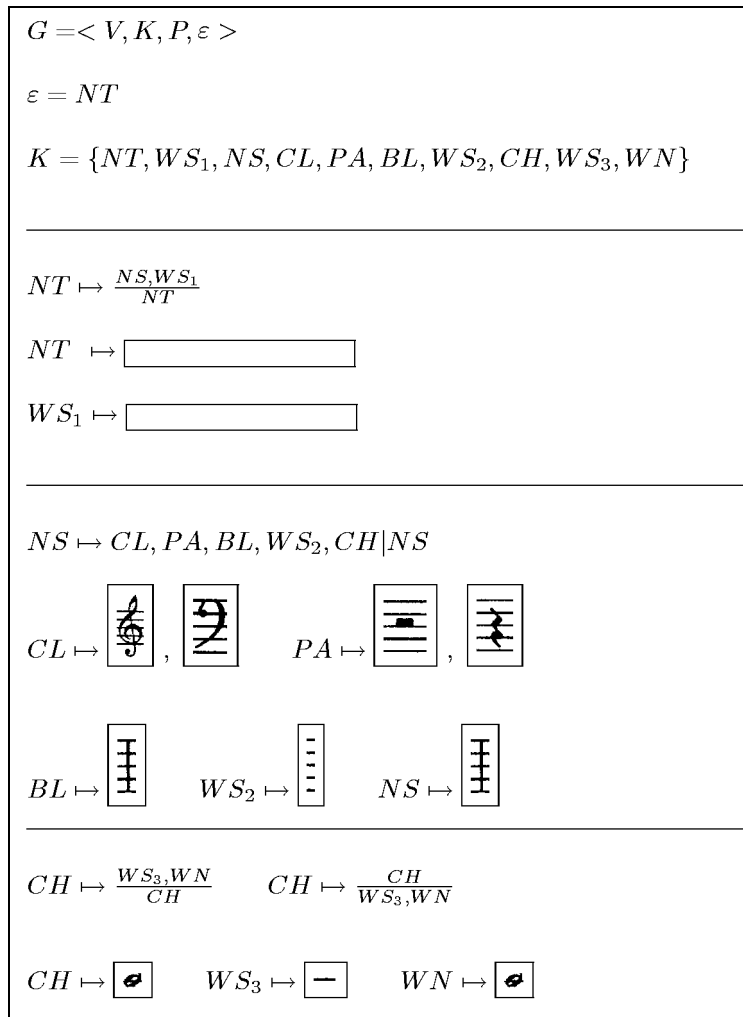 G =< V, K, P, ε >
ε = NT
K = {NT, WS₁, NS, CL, PA, BL, WS₂, CH, WS₃, WN}
NT ↦ NS,WS₁/NT
NT ↦
WS₁ ↦
NS ↦ CL, PA, BL, WS₂, CH|NS
CL ↦ , PA ↦ ,
BL ↦ WS₂ ↦ NS ↦
CH ↦ WS₃,WN/CH CH ↦ CH/WS₃,WN
CH ↦ WS₃ ↦ WN ↦